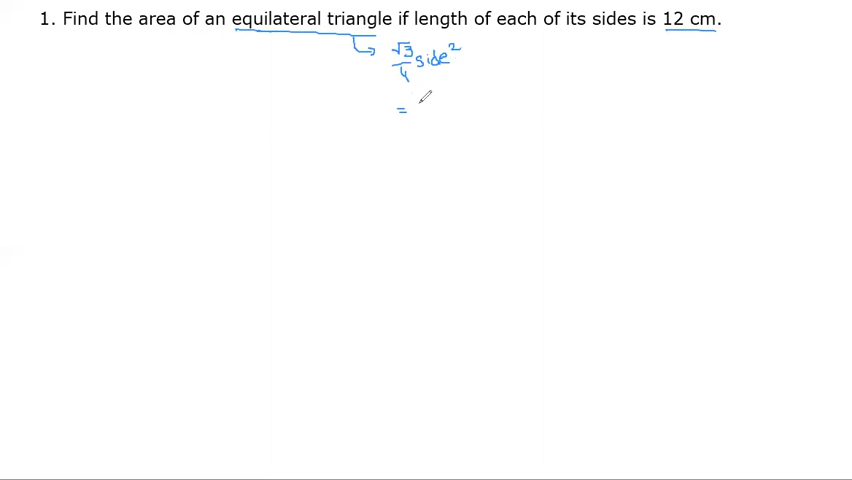 1. Find the area of an equilateral triangle if length of each of its sides is 12 cm.
√3/4 side²
=